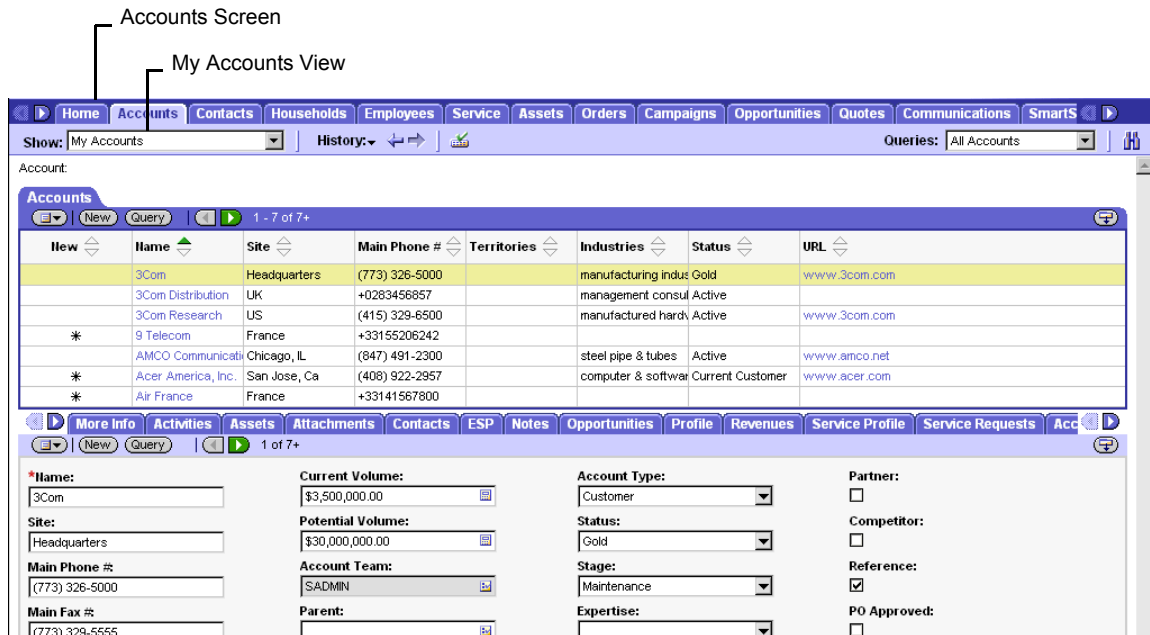 Accounts Screen
My Accounts View
Home Accounts Contacts Households Employees Service Assets Orders Campaigns Opportunities Quotes Communications SmartS
Show: My Accounts History: Queries: All Accounts
Account:
Accounts
New Query 1 - 7 of 7+
New Name Site Main Phone # Territories Industries Status URL
3Com Headquarters (773) 326-5000 manufacturing indus Gold www.3com.com
3Com Distribution UK +0283456857 management consul Active
3Com Research US (415) 329-6500 manufactured hardv Active www.3com.com
* 9 Telecom France +33155206242
AMCO Communicati Chicago, IL (847) 491-2300 steel pipe & tubes Active www.amco.net
* Acer America, Inc. San Jose, Ca (408) 922-2957 computer & softwar Current Customer www.acer.com
* Air France France +33141567800
More Info Activities Assets Attachments Contacts ESP Notes Opportunities Profile Revenues Service Profile Service Requests Acc
New Query 1 of 7+
*Name: Current Volume: Account Type: Partner:
3Com $3,500,000.00 Customer
Site: Potential Volume: Status: Competitor:
Headquarters $30,000,000.00 Gold
Main Phone #: Account Team: Stage: Reference:
(773) 326-5000 SADMIN Maintenance
Main Fax #: Parent: Expertise: PO Approved:
(773) 329-5555